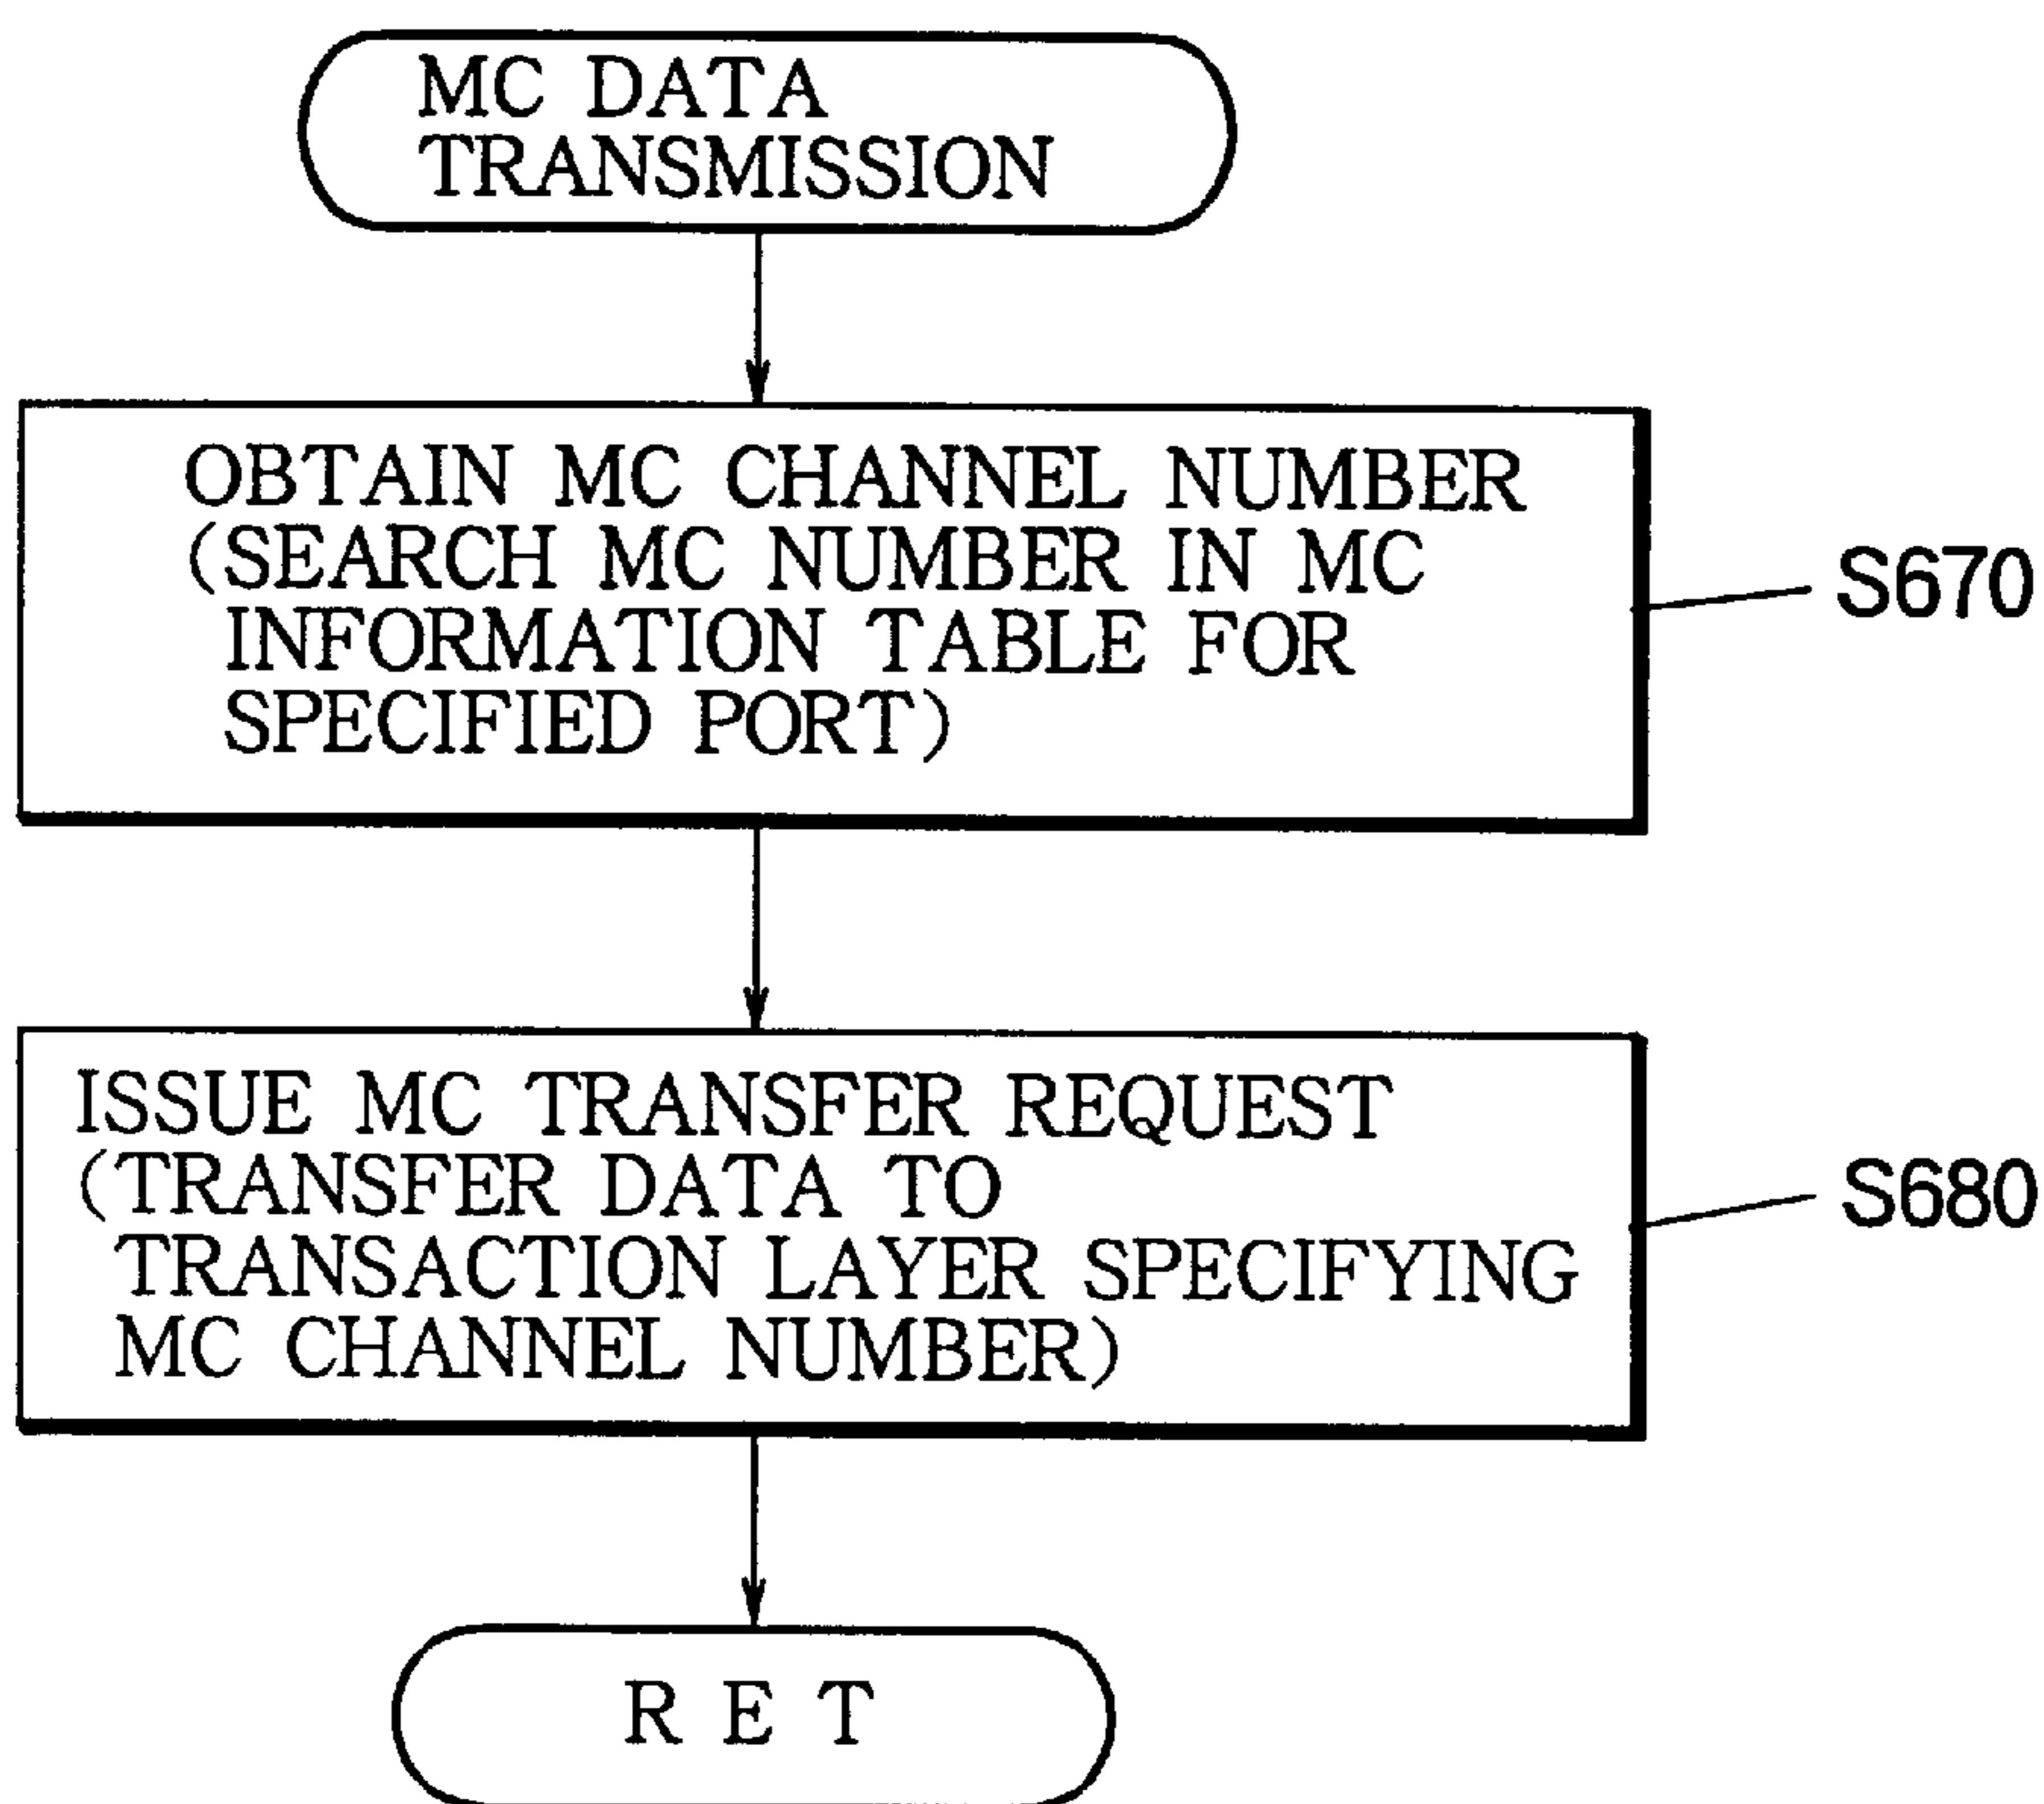 MC DATA
TRANSMISSION
OBTAIN MC CHANNEL NUMBER
(SEARCH MC NUMBER IN MC
INFORMATION TABLE FOR
SPECIFIED PORT)
S670
ISSUE MC TRANSFER REQUEST
(TRANSFER DATA TO
TRANSACTION LAYER SPECIFYING
MC CHANNEL NUMBER)
S680
RET